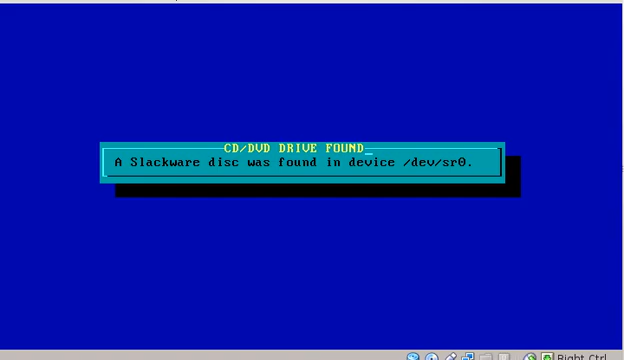 CD/DVD DRIVE FOUND
A Slackware disc was found in device /dev/sr0.
Right Ctrl